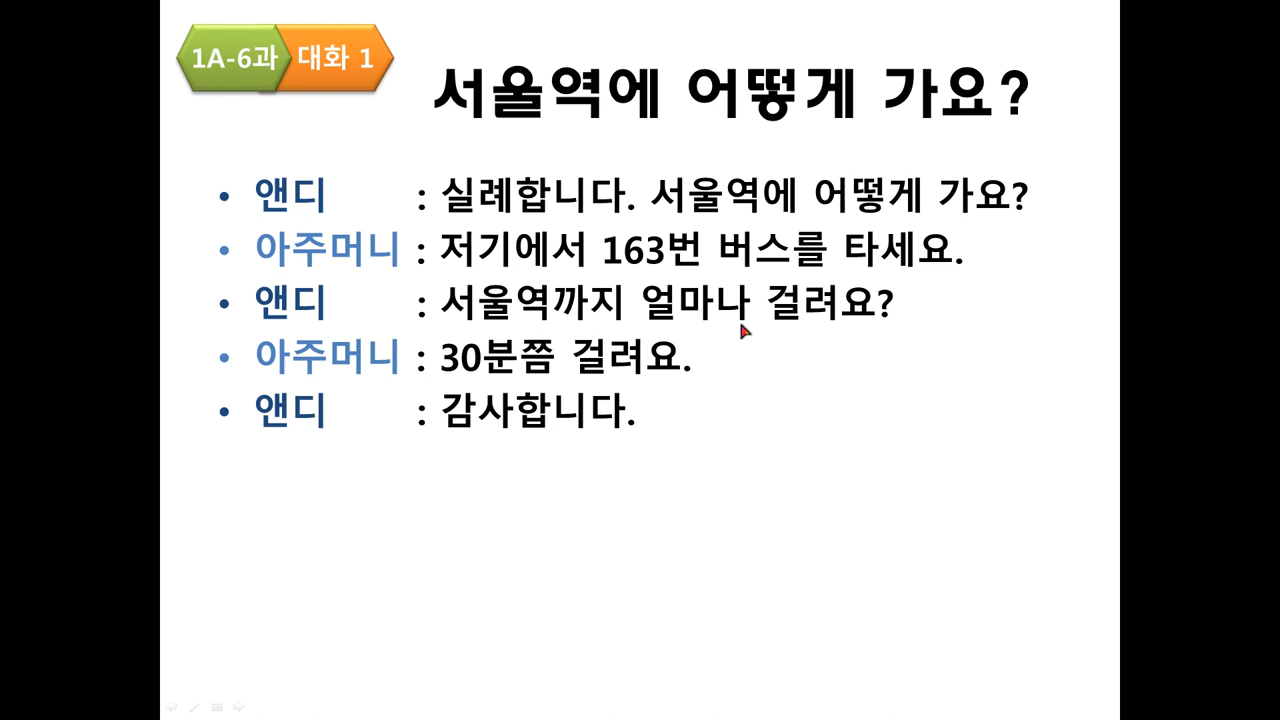 1A-6과 대화 1
서울역에 어떻게 가요?
• 앤디 : 실례합니다. 서울역에 어떻게 가요?
• 아주머니 : 저기에서 163번 버스를 타세요.
• 앤디 : 서울역까지 얼마나 걸려요?
• 아주머니 : 30분쯤 걸려요.
• 앤디 : 감사합니다.